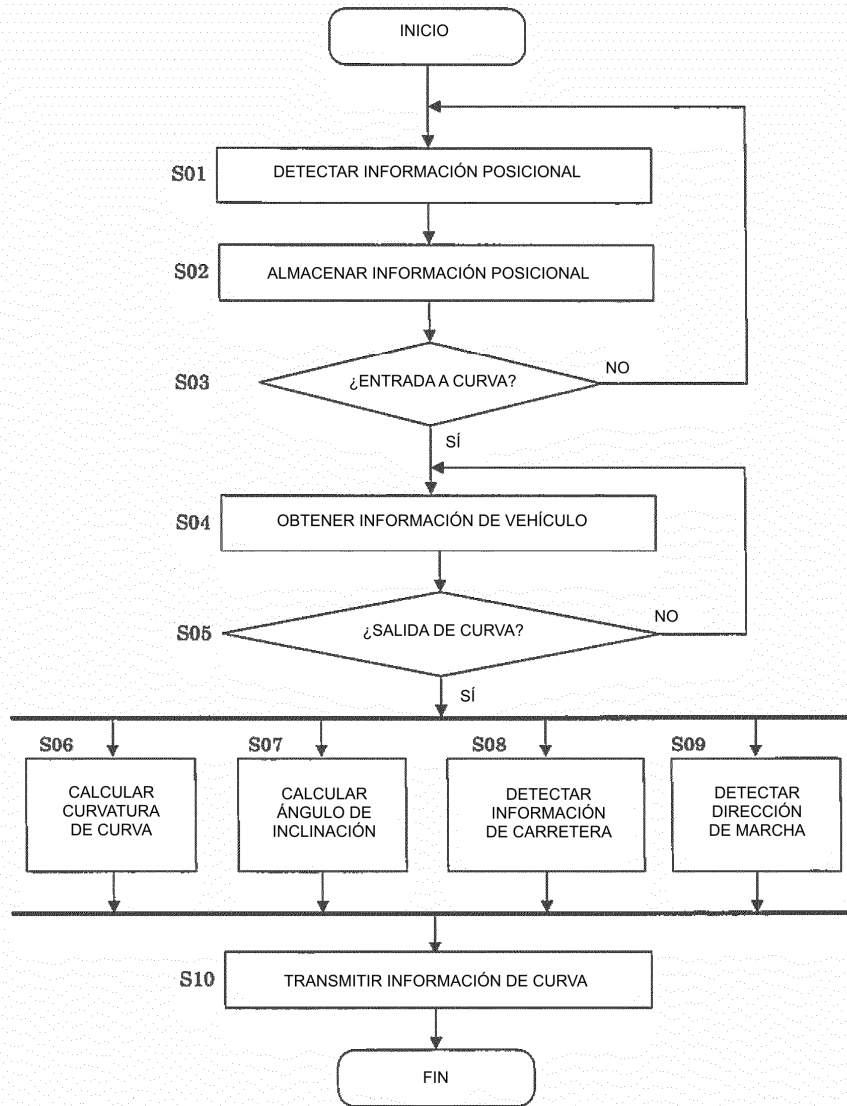 INICIO
S01
DETECTAR INFORMACIÓN POSICIONAL
S02
ALMACENAR INFORMACIÓN POSICIONAL
S03
¿ENTRADA A CURVA?
NO
SÍ
S04
OBTENER INFORMACIÓN DE VEHÍCULO
S05
¿SALIDA DE CURVA?
NO
SÍ
S06
CALCULAR
CURVATURA
DE CURVA
S07
CALCULAR
ÁNGULO DE
INCLINACIÓN
S08
DETECTAR
INFORMACIÓN
DE CARRETERA
S09
DETECTAR
DIRECCIÓN
DE MARCHA
S10
TRANSMITIR INFORMACIÓN DE CURVA
FIN